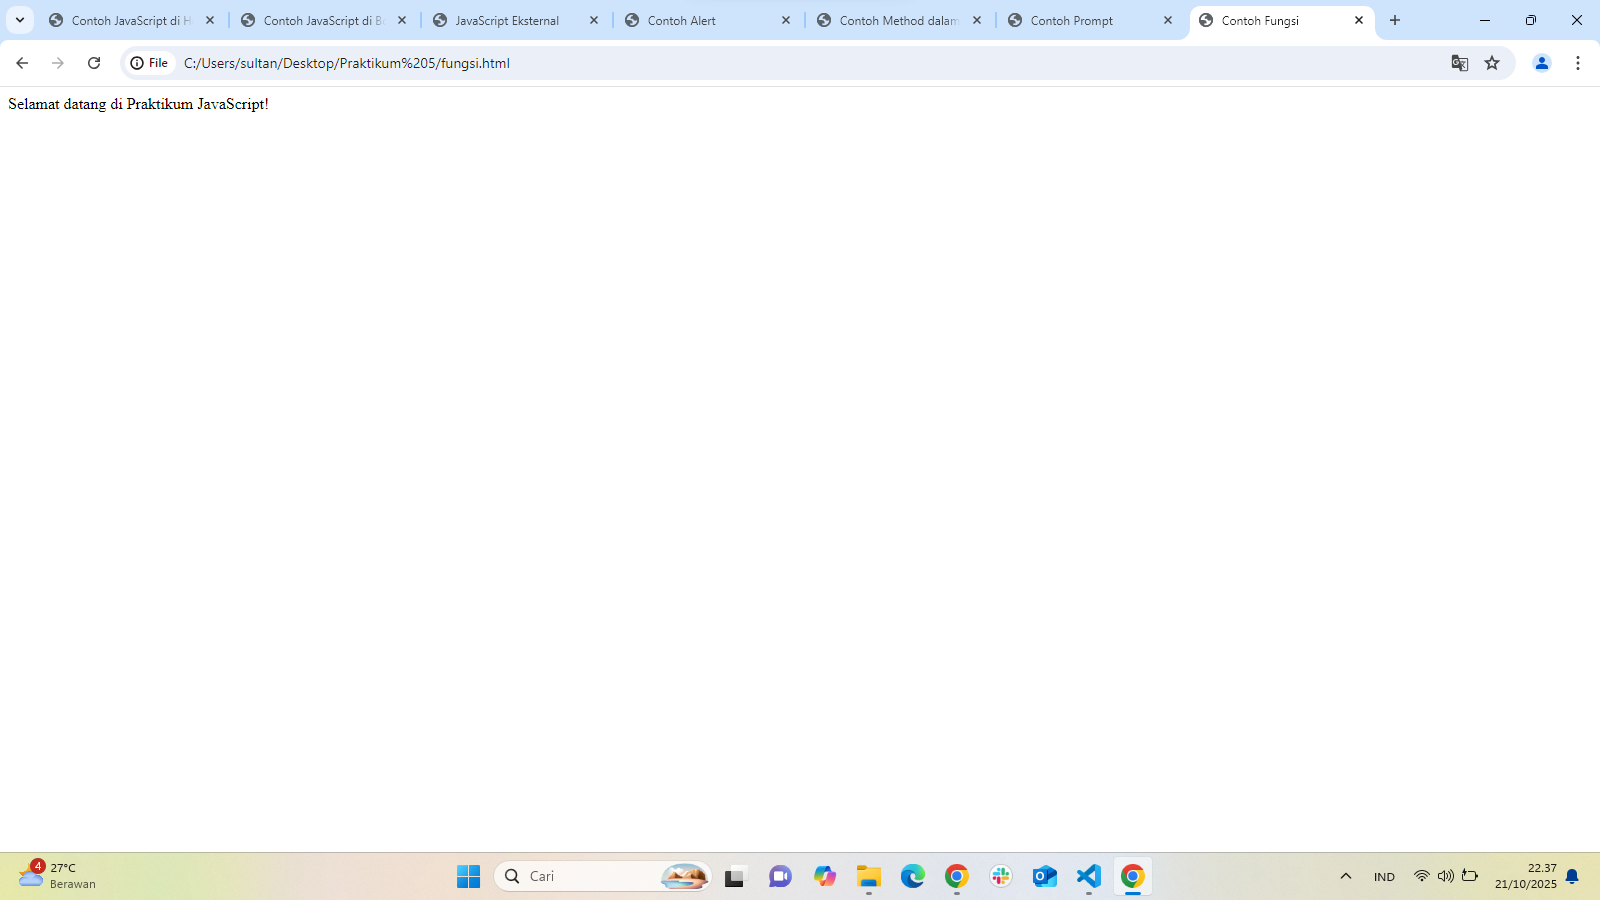 Contoh JavaScript di He
Contoh JavaScript di Bo
JavaScript Eksternal
Contoh Alert
Contoh Method dalam
Contoh Prompt
Contoh Fungsi
File
C:/Users/sultan/Desktop/Praktikum%205/fungsi.html
Selamat datang di Praktikum JavaScript!
4
27°C
Berawan
Cari
IND
22.37
21/10/2025